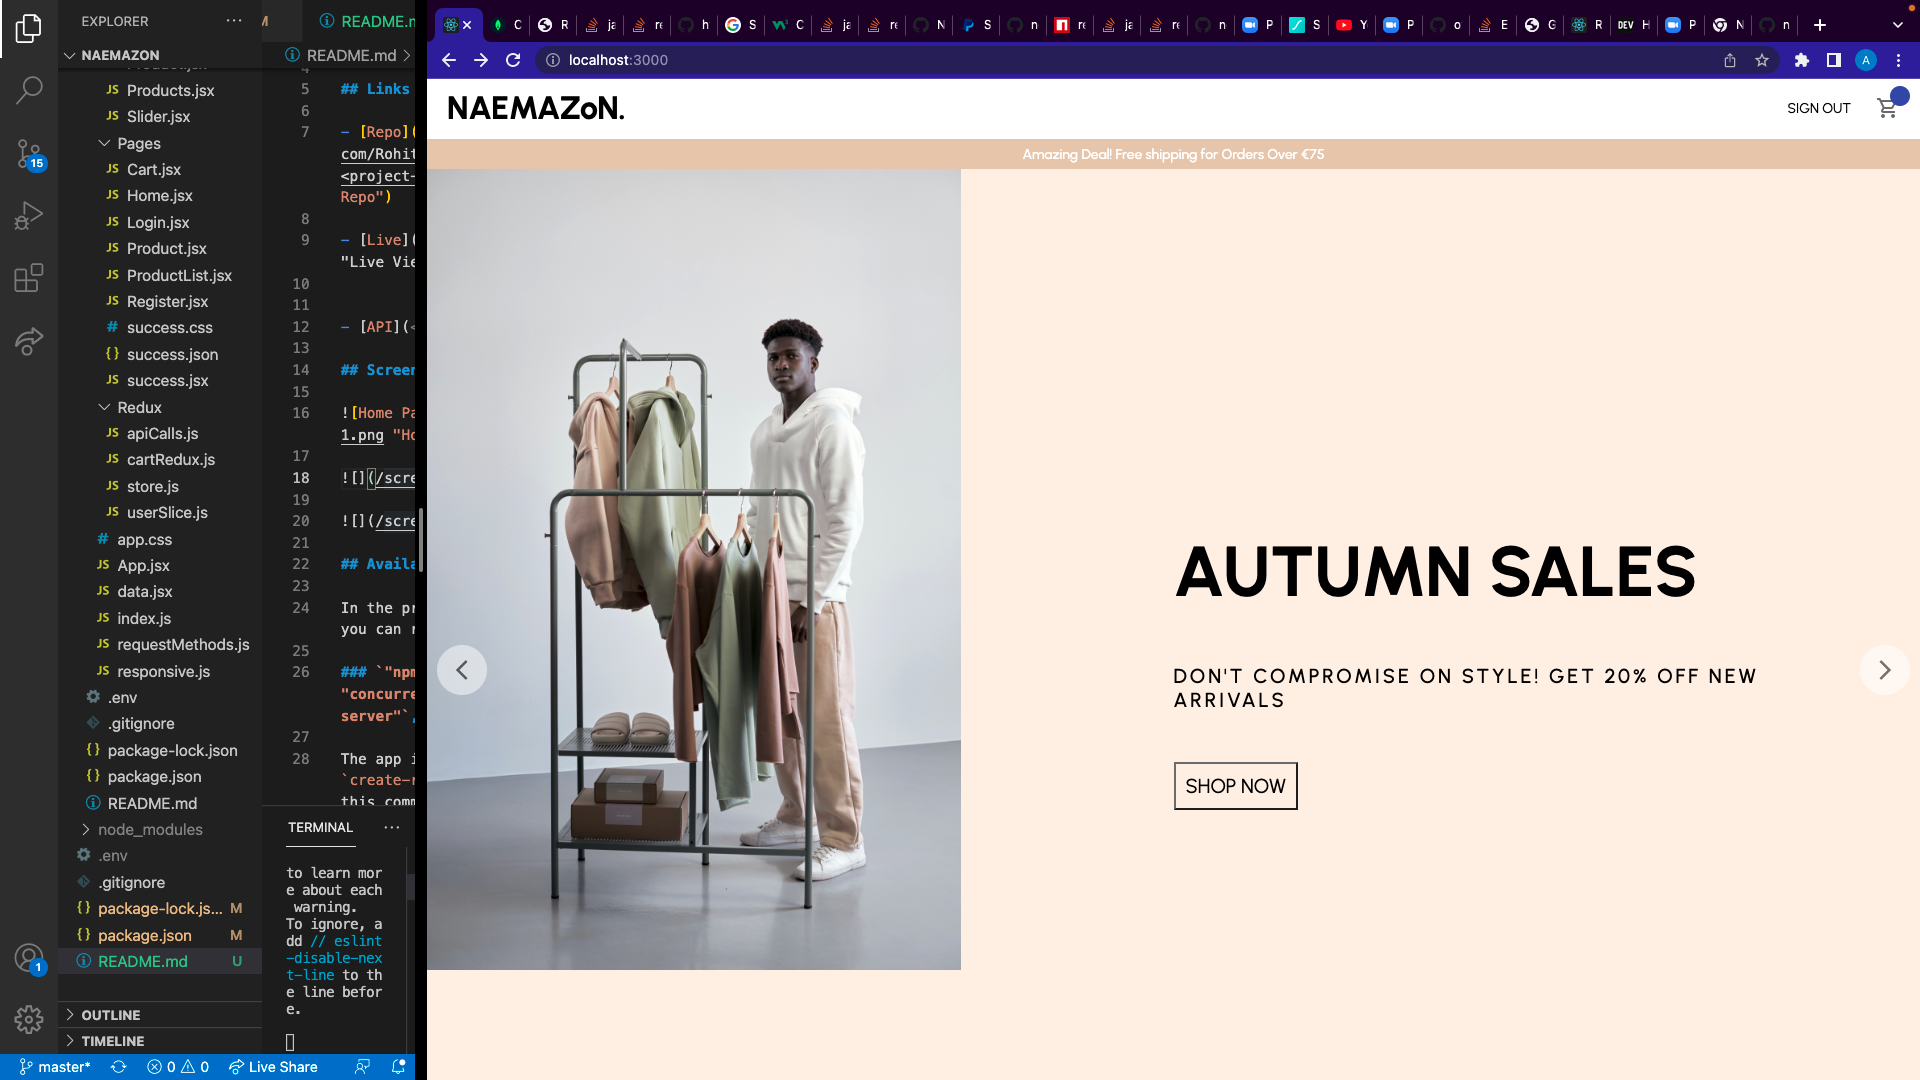 EXPLORER
NAEMAZON
Products.jsx
Slider.jsx
Pages
Cart.jsx
Home.jsx
Login.jsx
Product.jsx
ProductList.jsx
Register.jsx
success.css
success.json
success.jsx
Redux
apiCalls.js
cartRedux.js
store.js
userSlice.js
app.css
App.jsx
data.jsx
index.js
requestMethods.js
responsive.js
.env
.gitignore
package-lock.json
package.json
README.md
node_modules
.env
.gitignore
package-lock.js... M
package.json M
README.md U
OUTLINE
TIMELINE
master* 0 0 Live Share
15
1
README.m
README.md
5 ## Links
6
7 - [Repo](
com/Rohit
<project-
Repo")
8
9 - [Live](
"Live Vie
10
11
12 - [API](<
13
14 ## Screen
15
16 ![Home Pa
1.png "Ho
17
18 ![](/scre
19
20 ![](/scre
21
22 ## Availa
23
24 In the pr
you can r
25
26 ### `"npm
"concurre
server"`
27
28 The app i
`create-r
this comm
TERMINAL
to learn mor
e about each
warning.
To ignore, a
dd // eslint
-disable-nex
t-line to th
e line befor
e.
localhost:3000
A
NAEMAZoN.
SIGN OUT
Amazing Deal! Free shipping for Orders Over €75
AUTUMN SALES
DON'T COMPROMISE ON STYLE! GET 20% OFF NEW
ARRIVALS
SHOP NOW